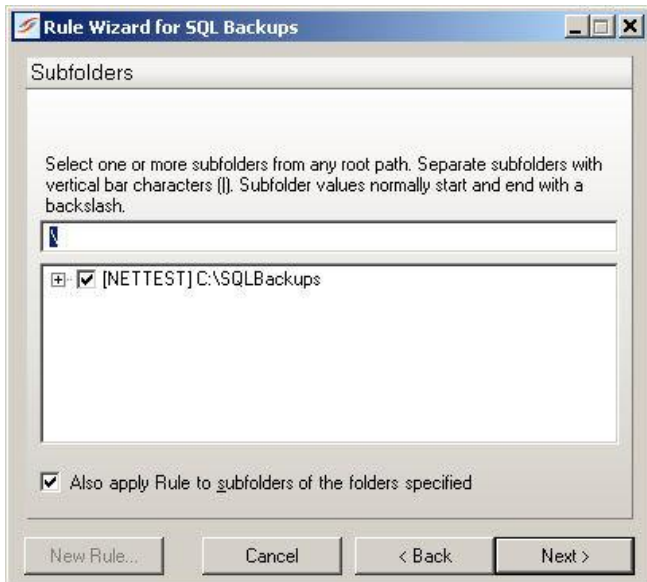 Rule Wizard for SQL Backups
Subfolders
Select one or more subfolders from any root path. Separate subfolders with
vertical bar characters (|). Subfolder values normally start and end with a
backslash.
\
[NETTEST] C:\SQLBackups
Also apply Rule to subfolders of the folders specified
New Rule... Cancel < Back Next >